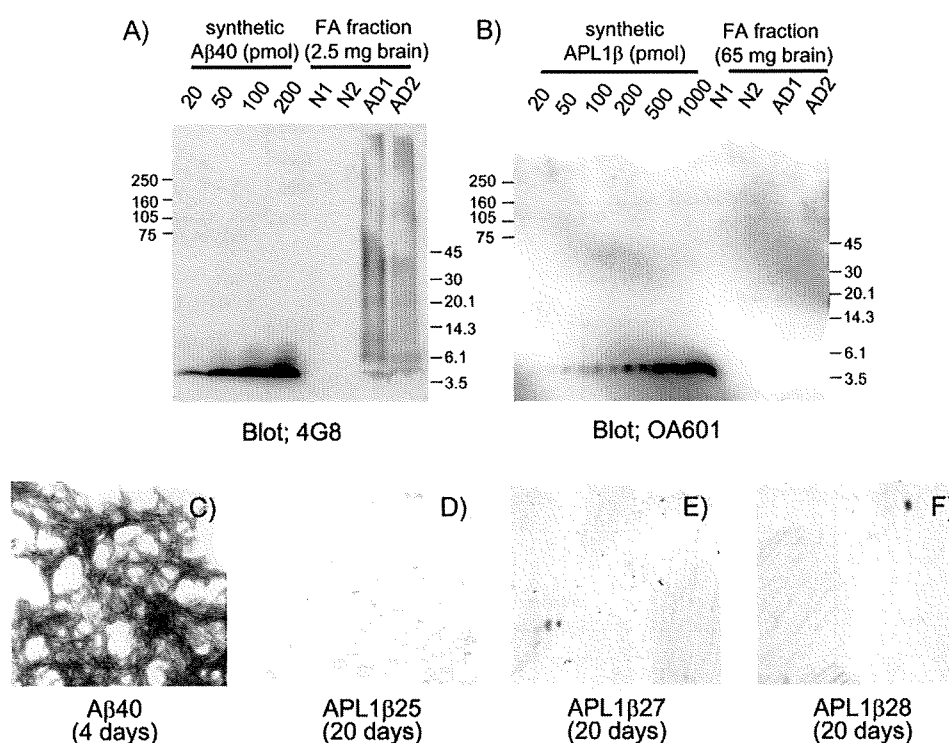 A)
synthetic
Aβ40 (pmol)
FA fraction
(2.5 mg brain)
20 50 100 200 N1 N2 AD1 AD2
250
160
105
75
45
30
20.1
14.3
6.1
3.5
Blot; 4G8
B)
synthetic
APL1β (pmol)
FA fraction
(65 mg brain)
20 50 100 200 500 1000 N1 N2 AD1 AD2
250
160
105
75
45
30
20.1
14.3
6.1
3.5
Blot; OA601
C)
Aβ40
(4 days)
D)
APL1β25
(20 days)
E)
APL1β27
(20 days)
F
APL1β28
(20 days)